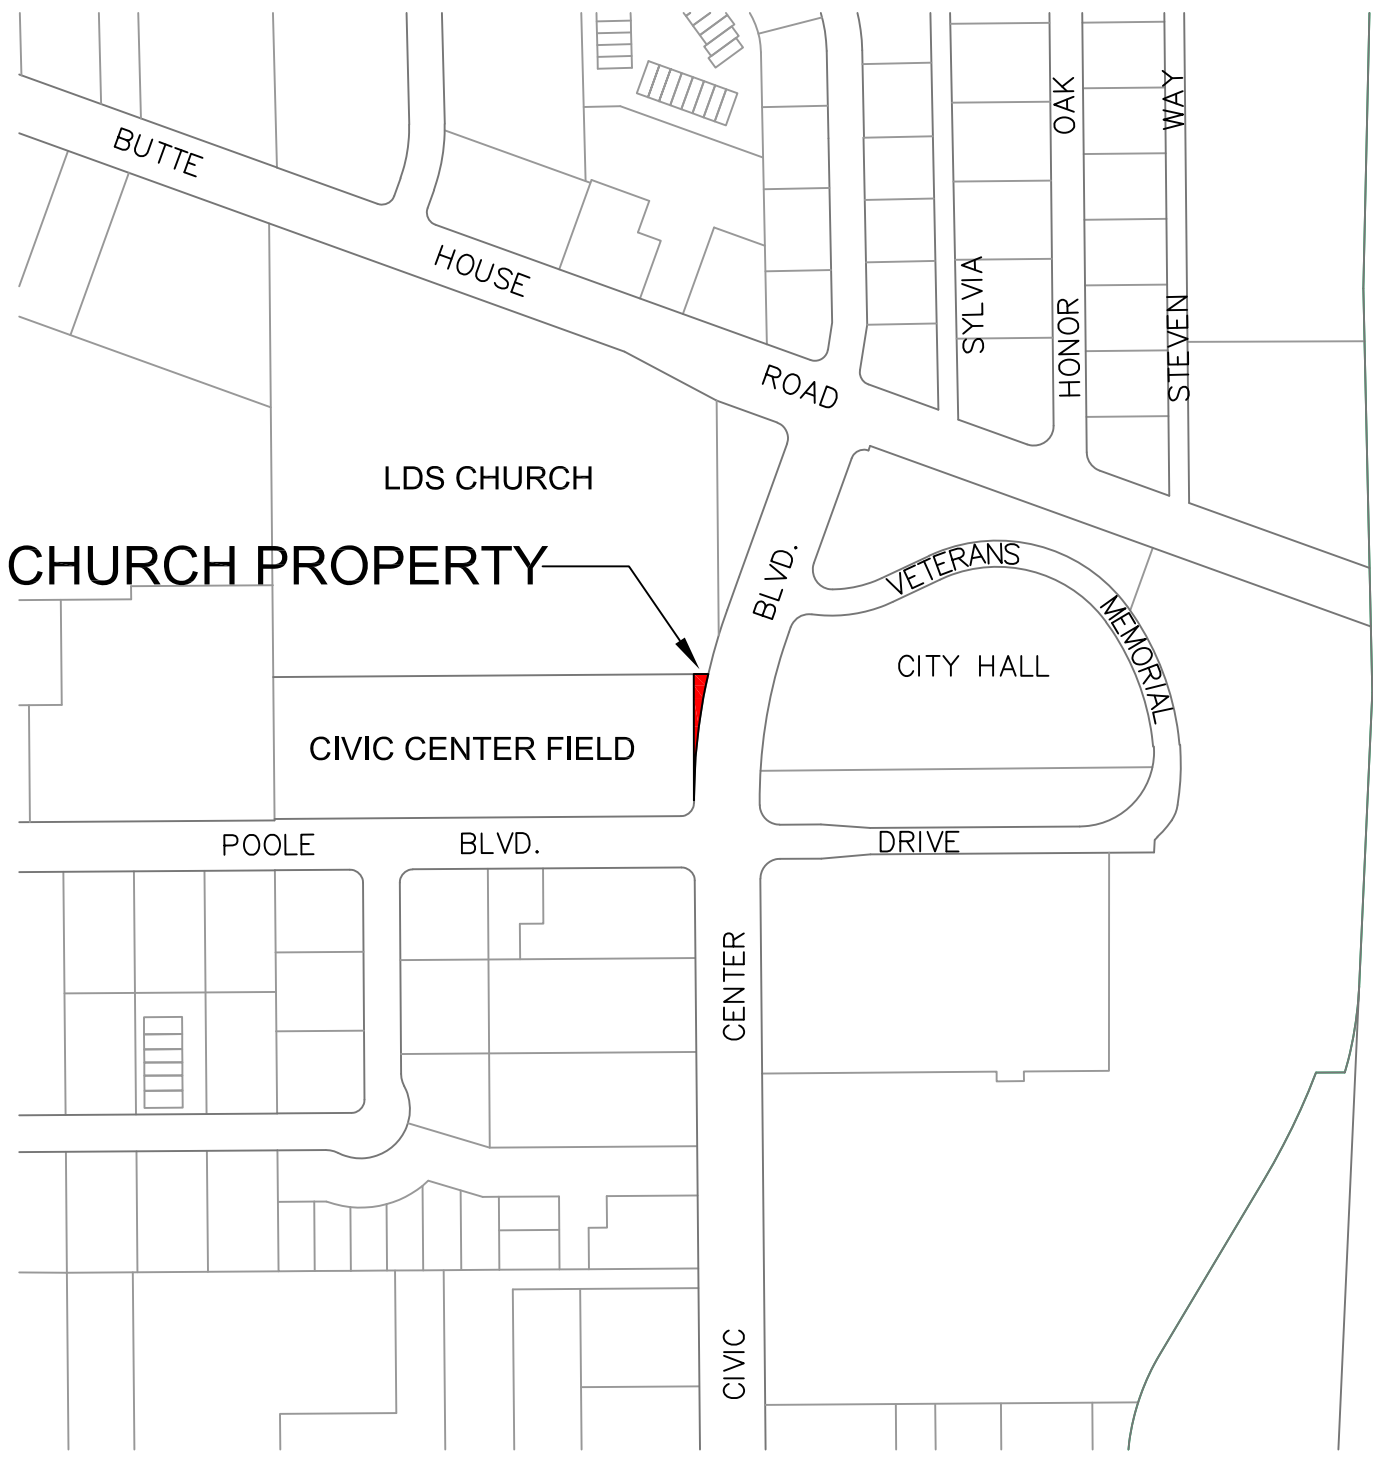 OAK
WAY
BUTTE
HOUSE
SYLVIA
HONOR
STEVEN
ROAD
LDS CHURCH
CHURCH PROPERTY
BLVD.
VETERANS
MEMORIAL
CITY HALL
CIVIC CENTER FIELD
POOLE BLVD.
DRIVE
CENTER
CIVIC